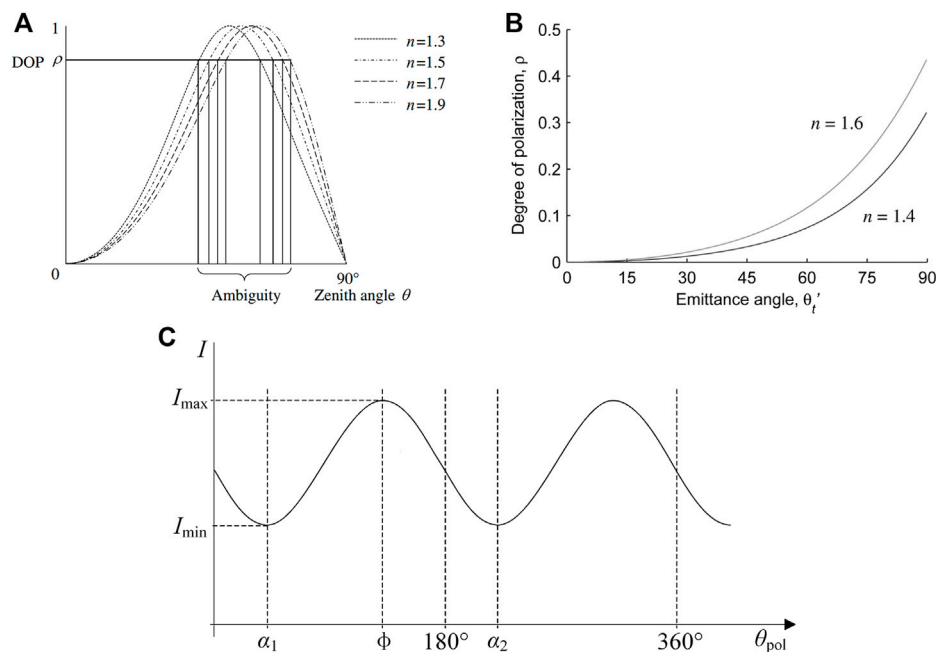 A
1
DOP ρ
0
90°
Ambiguity
Zenith angle θ
n=1.3
n=1.5
n=1.7
n=1.9
B
Degree of polarization, ρ
0.5
0.4
0.3
0.2
0.1
0
n = 1.6
n = 1.4
0 15 30 45 60 75 90
Emittance angle, θt′
C
I
Imax
Imin
α1 ϕ 180° α2 360° θpol